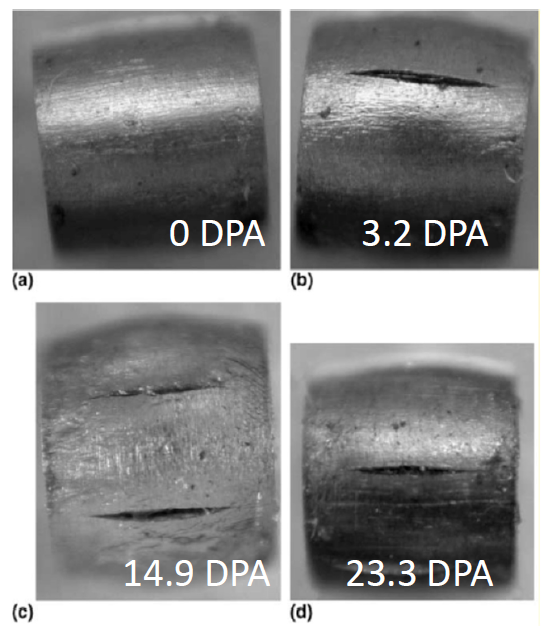 0 DPA
3.2 DPA
(a)
(b)
14.9 DPA
23.3 DPA
(c)
(d)